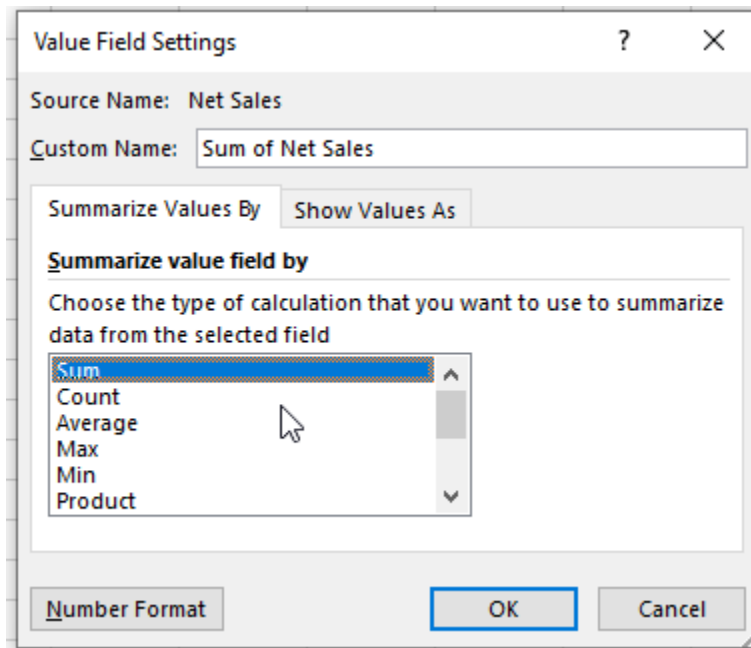 Value Field Settings
Source Name: Net Sales
Custom Name: Sum of Net Sales
Summarize Values By Show Values As
Summarize value field by
Choose the type of calculation that you want to use to summarize
data from the selected field
Sum
Count
Average
Max
Min
Product
Number Format OK Cancel